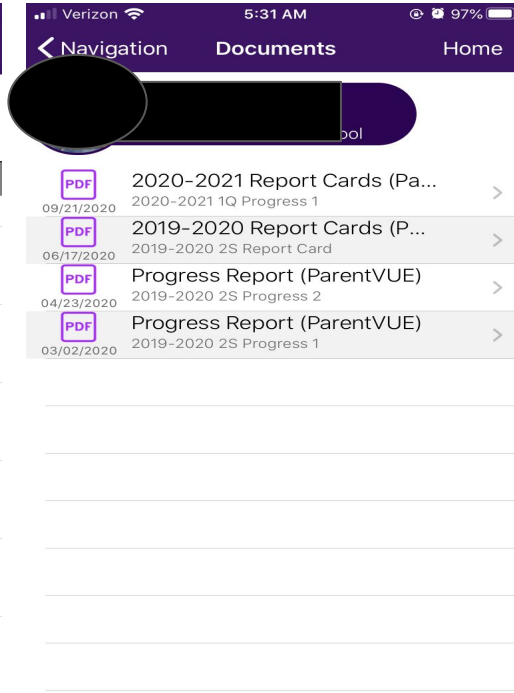 Verizon 5:31 AM 97%
Navigation Documents Home
PDF 2020-2021 Report Cards (Pa...
09/21/2020 2020-2021 1Q Progress 1
PDF 2019-2020 Report Cards (P...
06/17/2020 2019-2020 2S Report Card
PDF Progress Report (ParentVUE)
04/23/2020 2019-2020 2S Progress 2
PDF Progress Report (ParentVUE)
03/02/2020 2019-2020 2S Progress 1